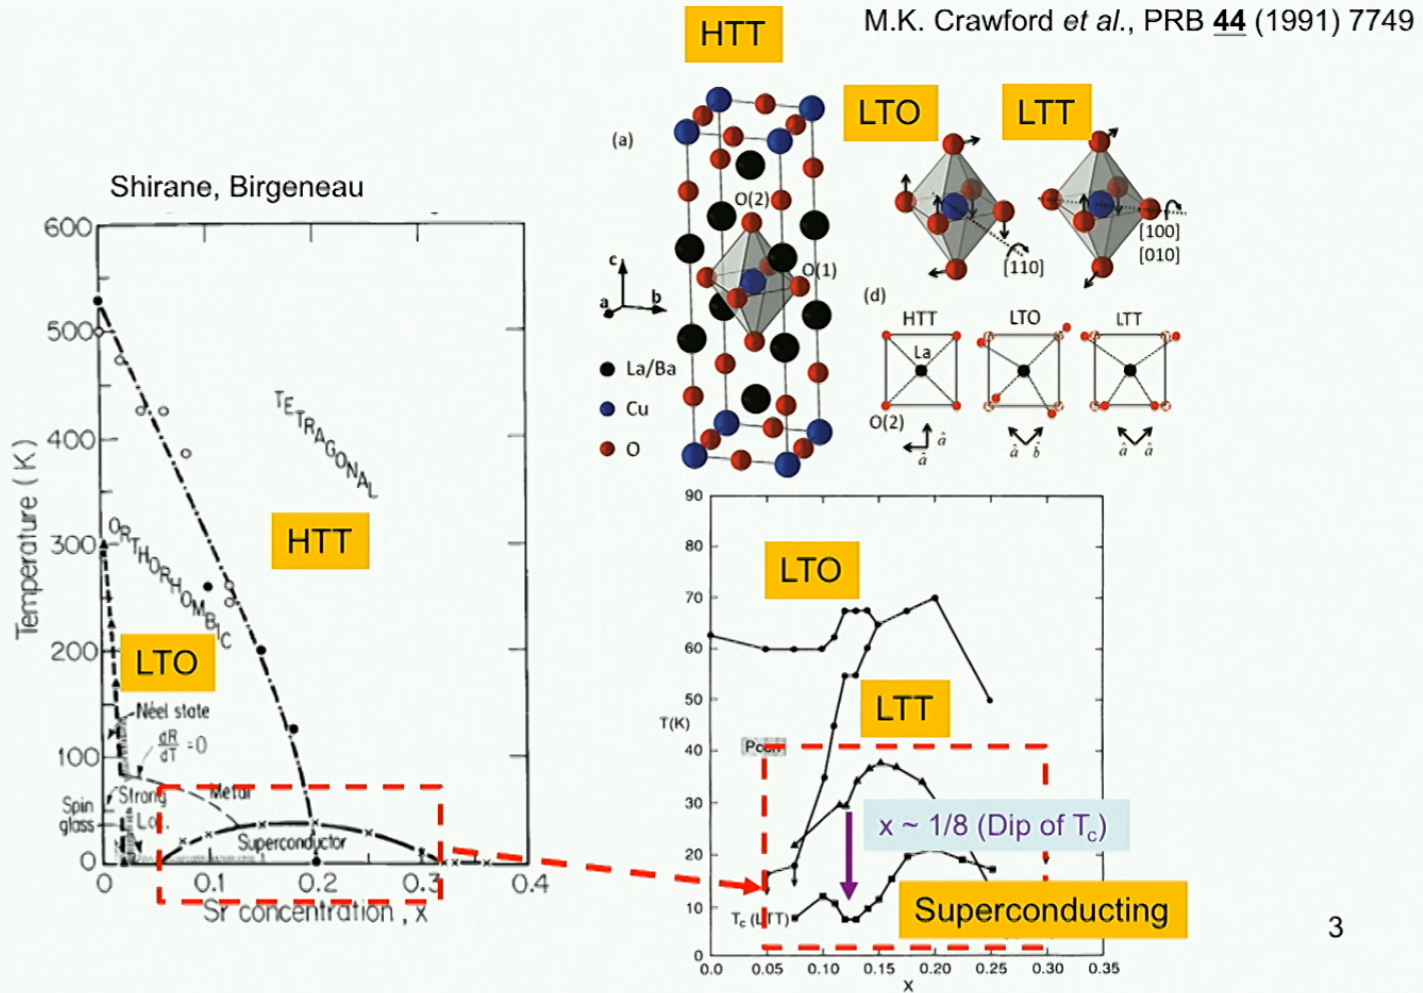 HTT
M.K. Crawford et al., PRB 44 (1991) 7749
LTO
LTT
(a)
Shirane, Birgeneau
O(2)
O(1)
c
a
b
[110]
[100]
[010]
(d)
HTT
LTO
LTT
La
O(2)
La/Ba
Cu
O
â
â
â
b̂
â
â
600
500
400
300
200
100
0
Temperature (K)
TETRAGONAL
HTT
ORTHORHOMBIC
LTO
Néel state
dR/dT = 0
Metal
Spin glass
Strong
Loc.
Superconductor
0
0.1
0.2
0.3
0.4
Sr concentration, x
90
80
70
60
50
40
30
20
10
0
LTO
LTT
T(K)
x ~ 1/8 (Dip of Tc)
Tc (LTT)
Superconducting
0.0
0.05
0.10
0.15
0.20
0.25
0.30
0.35
x
3